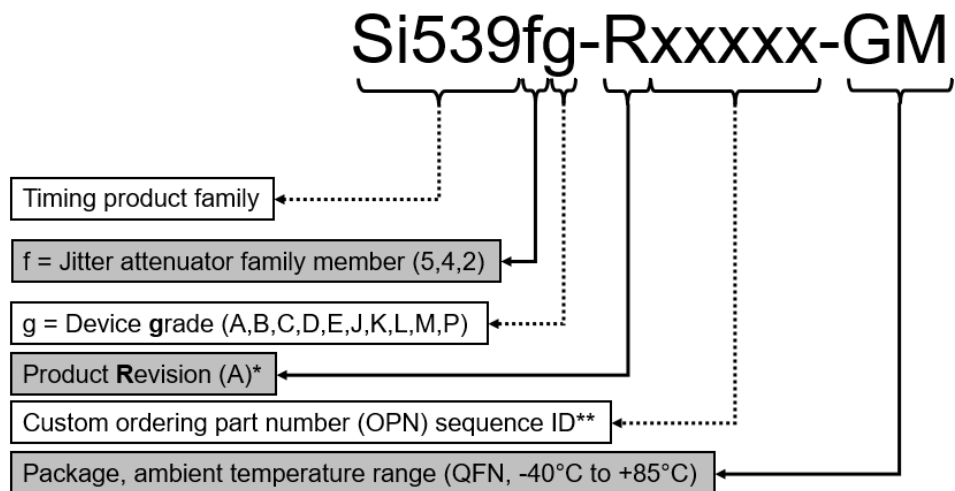 Si539fg-Rxxxxx-GM
Timing product family
f = Jitter attenuator family member (5,4,2)
g = Device grade (A,B,C,D,E,J,K,L,M,P)
Product Revision (A)*
Custom ordering part number (OPN) sequence ID**
Package, ambient temperature range (QFN, -40°C to +85°C)